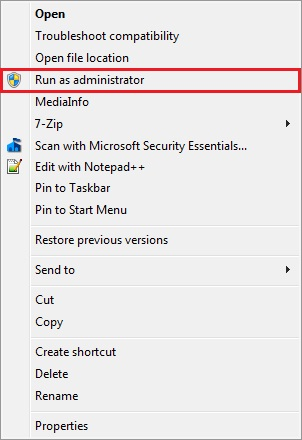 Open
Troubleshoot compatibility
Open file location
Run as administrator
MediaInfo
7-Zip
Scan with Microsoft Security Essentials...
Edit with Notepad++
Pin to Taskbar
Pin to Start Menu
Restore previous versions
Send to
Cut
Copy
Create shortcut
Delete
Rename
Properties